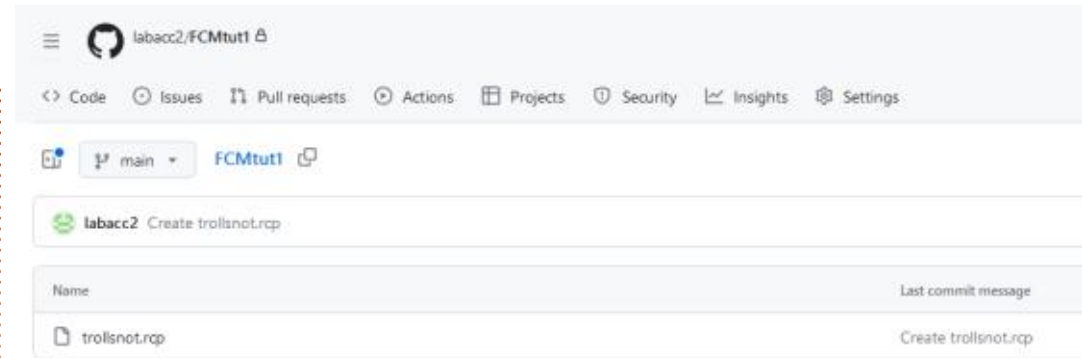 labacc2/FCMtut1
Code Issues Pull requests Actions Projects Security Insights Settings
main FCMtut1
labacc2 Create trollsnot.rcp
Name Last commit message
trollsnot.rcp Create trollsnot.rcp